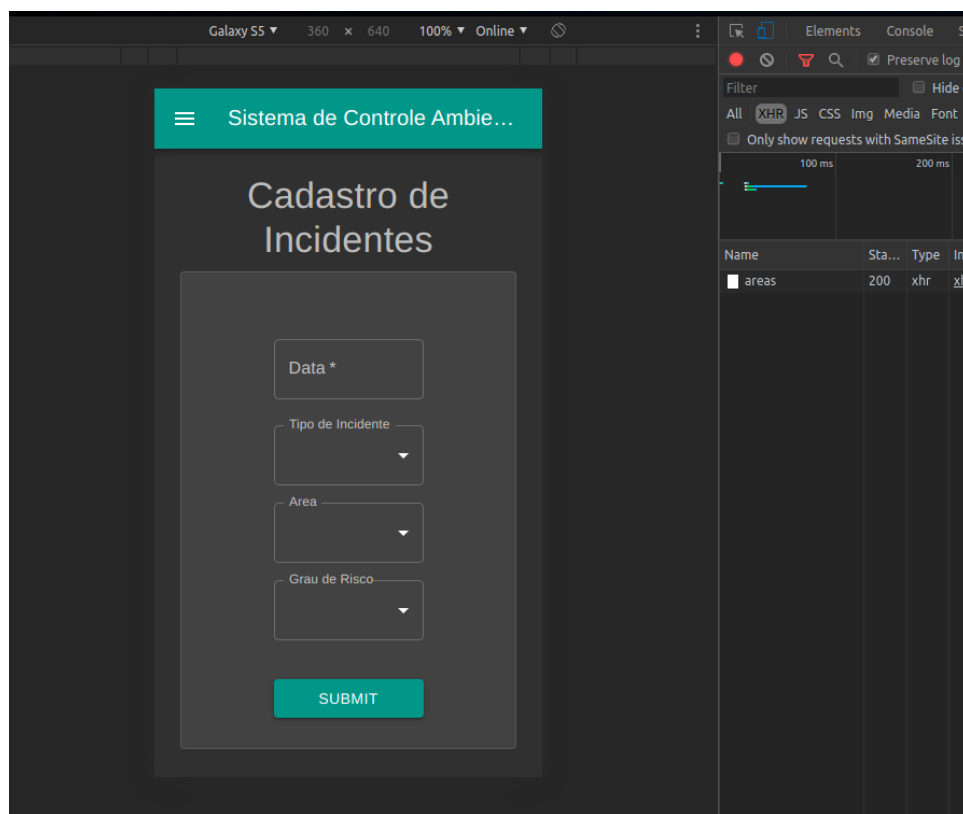 Galaxy S5 ▼ 360 × 640 100% ▼ Online ▼
Elements Console S
Preserve log
Filter Hide
All XHR JS CSS Img Media Font
Only show requests with SameSite iss
100 ms 200 ms
Name Sta... Type In
areas 200 xhr xl
Sistema de Controle Ambie...
Cadastro de
Incidentes
Data *
Tipo de Incidente
Area
Grau de Risco
SUBMIT